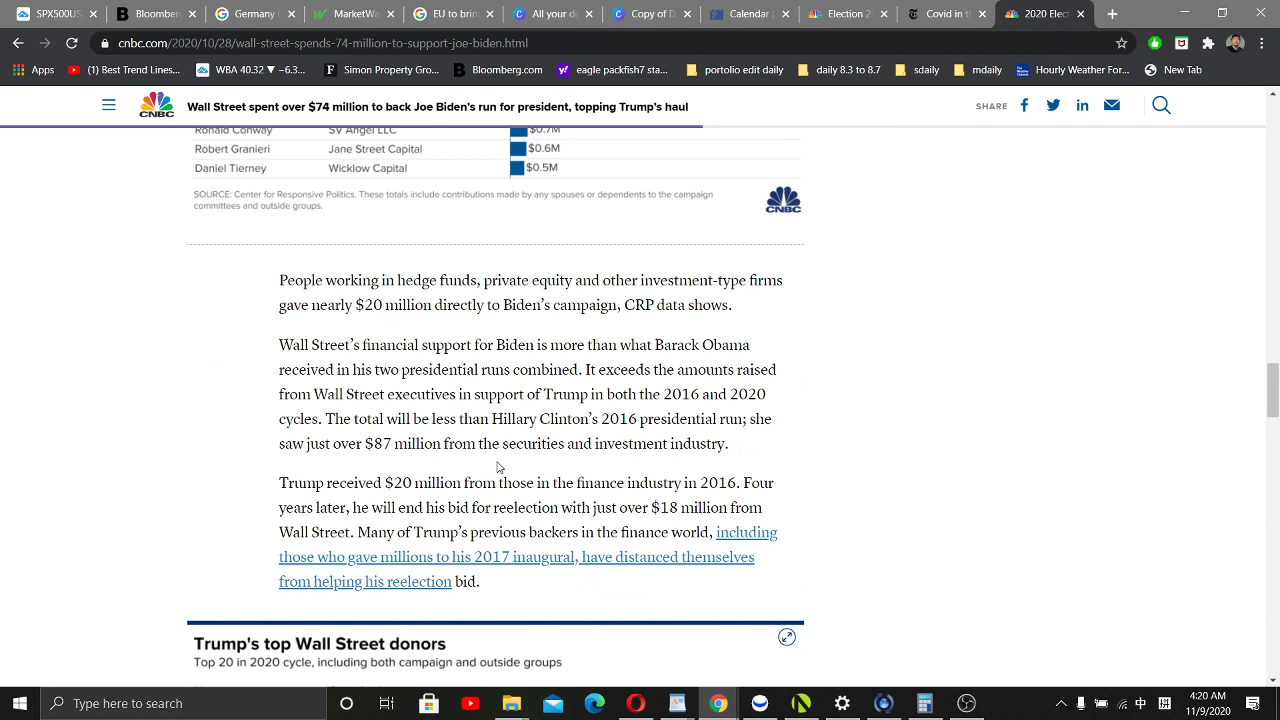 SPX500US
Bloomberg
Marke
EU n
All your d
Copy of D
Calendar
Election 2
Covid in t
2020 Elec
cnbc.com/2020/10/28/wall-street-spends-74-million-to-support-joe-biden.html
Apps
(1) Best Trend Lines...
WBA 40.32 ▼ −6.3...
Simon Property Gro...
Bloomberg.com
eagle packfish7 sta...
portolio edit daily
daily 8.3 to 8.7
daily
mdaily
Hourly Weather For...
New Tab
CNBC
Wall Street spent over $74 million to back Joe Biden's run for president, topping Trump's haul
SHARE
Ronald Conway SV Angel LLC $0.7M
Robert Granieri Jane Street Capital $0.6M
Daniel Tierney Wicklow Capital $0.5M
SOURCE: Center for Responsive Politics. These totals include contributions made by any spouses or dependents to the campaign
committees and outside groups.
CNBC
People working in hedge funds, private equity and other investment-type firms
gave nearly $20 million directly to Biden's campaign, CRP data shows.
Wall Street's financial support for Biden is more than what Barack Obama
received in his two presidential runs combined. It exceeds the amounts raised
from Wall Street executives in support of Trump in both the 2016 and 2020
cycles. The total will be less than Hillary Clinton's 2016 presidential run; she
saw just over $87 million from the securities and investment industry.
Trump received $20 million from those in the finance industry in 2016. Four
years later, he will end his bid for reelection with just over $18 million from
Wall Street. Many of Trump's previous backers in the finance world, including
those who gave millions to his 2017 inaugural, have distanced themselves
from helping his reelection bid.
Trump's top Wall Street donors
Top 20 in 2020 cycle, including both campaign and outside groups
Type here to search
中
拼
4:20 AM
11/9/2020